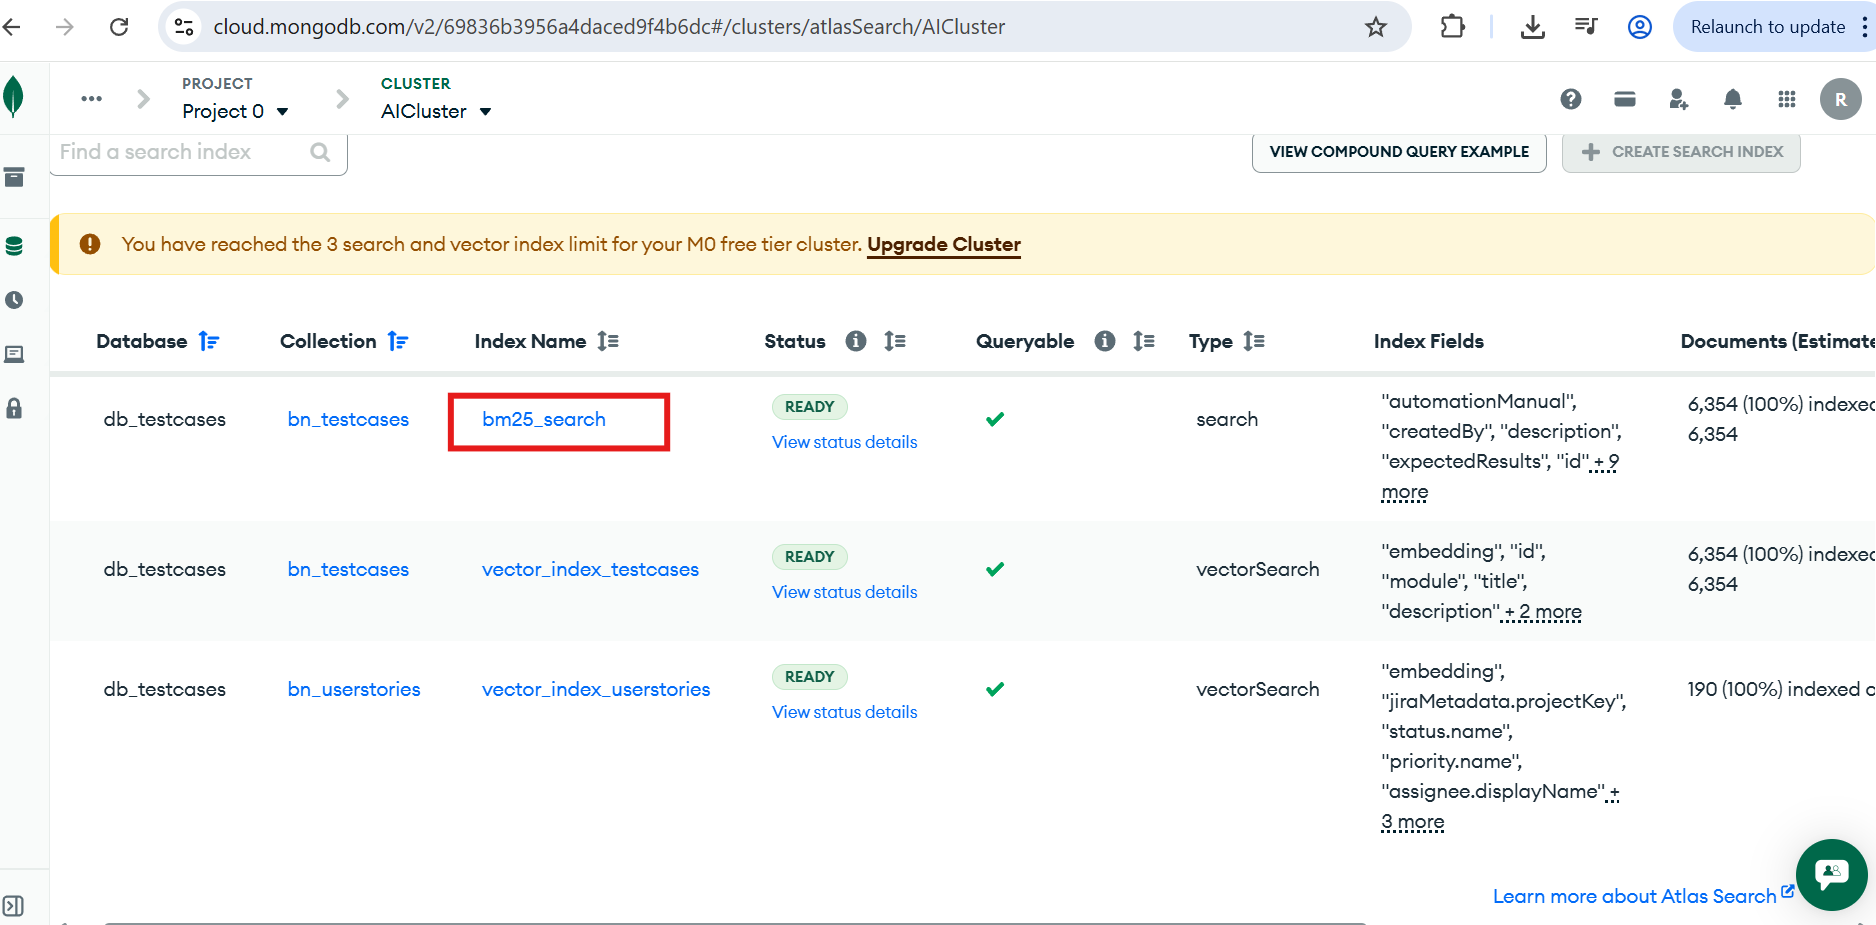 cloud.mongodb.com/v2/69836b3956a4daced9f4b6dc#/clusters/atlasSearch/AICluster
Relaunch to update
PROJECT
Project 0
CLUSTER
AICluster
R
Find a search index
VIEW COMPOUND QUERY EXAMPLE
CREATE SEARCH INDEX
You have reached the 3 search and vector index limit for your M0 free tier cluster. Upgrade Cluster
Database Collection Index Name Status Queryable Type Index Fields Documents (Estimate
db_testcases bn_testcases bm25_search READY
View status details
search
"automationManual",
"createdBy", "description",
"expectedResults", "id" + 9
more
6,354 (100%) indexed
6,354
db_testcases bn_testcases vector_index_testcases READY
View status details
vectorSearch
"embedding", "id",
"module", "title",
"description" + 2 more
6,354 (100%) indexed
6,354
db_testcases bn_userstories vector_index_userstories READY
View status details
vectorSearch
"embedding",
"jiraMetadata.projectKey",
"status.name",
"priority.name",
"assignee.displayName" +
3 more
190 (100%) indexed o
Learn more about Atlas Search